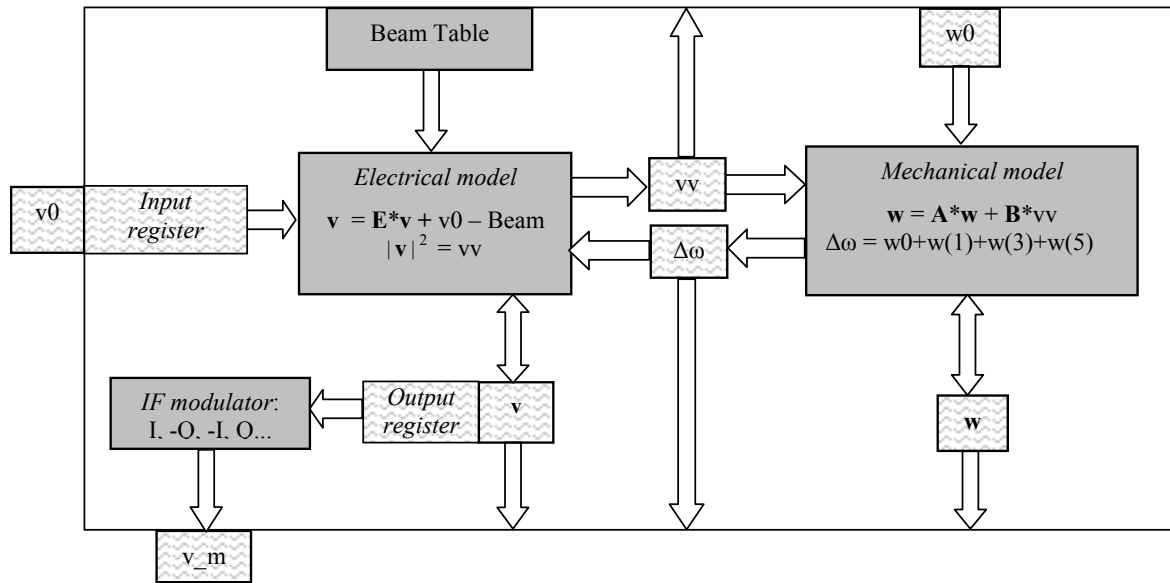 Beam Table
w0
v0
Input
register
Electrical model
v = E*v + v0 – Beam
|v|² = vv
vv
Δω
Mechanical model
w = A*w + B*vv
Δω = w0+w(1)+w(3)+w(5)
IF modulator:
I, -Q, -I, Q...
Output
register
v
w
v_m